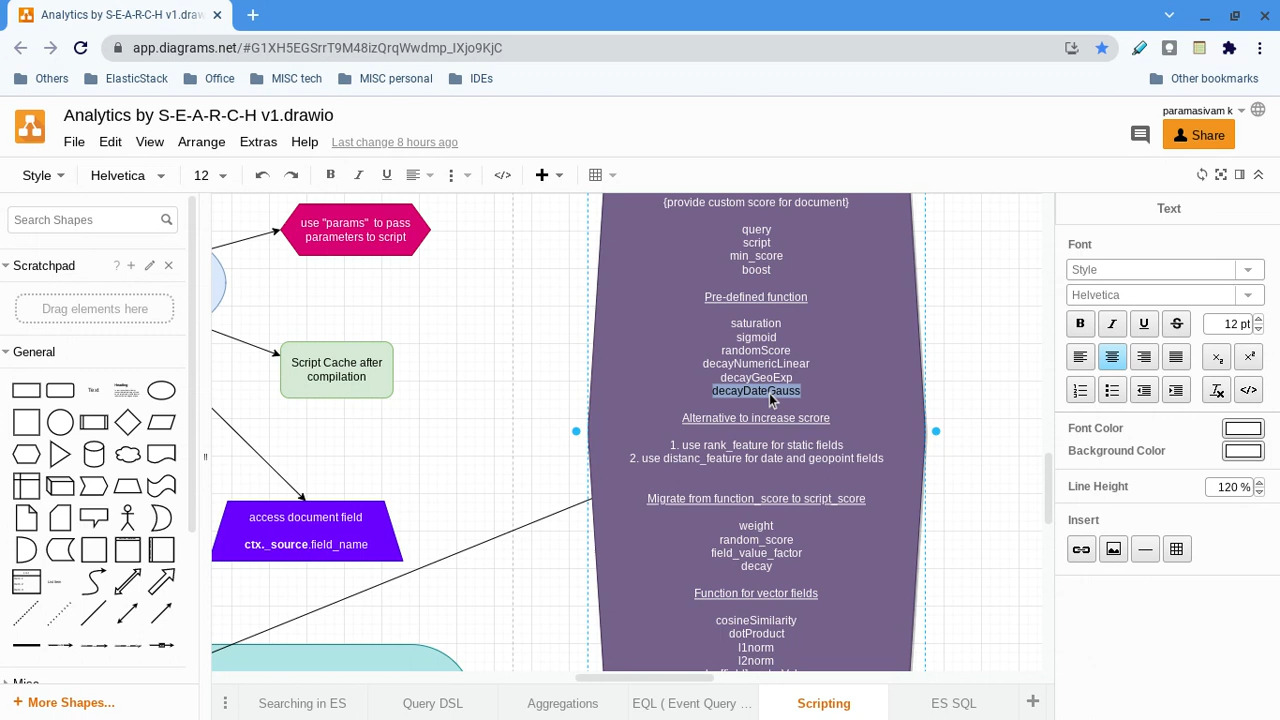 Analytics by S-E-A-R-C-H v1.draw
app.diagrams.net/#G1XH5EGSrrT9M48izQrqWwdmp_IXjo9KjC
Others
ElasticStack
Office
MISC tech
MISC personal
IDEs
Other bookmarks
Analytics by S-E-A-R-C-H v1.drawio
paramasivam k
File
Edit
View
Arrange
Extras
Help
Last change 8 hours ago
Share
Style
Helvetica
12
B
I
U
</>
Search Shapes
Scratchpad
?
Drag elements here
General
Text
Heading
List Item
Misc
+ More Shapes...
use "params" to pass
parameters to script
Script Cache after
compilation
access document field
ctx._source.field_name
{provide custom score for document}
query
script
min_score
boost
Pre-defined function
saturation
sigmoid
randomScore
decayNumericLinear
decayGeoExp
decayDateGauss
Alternative to increase scrore
1. use rank_feature for static fields
2. use distanc_feature for date and geopoint fields
Migrate from function_score to script_score
weight
random_score
field_value_factor
decay
Function for vector fields
cosineSimilarity
dotProduct
l1norm
l2norm
Text
Font
Style
Helvetica
B
I
U
S
12 pt
Font Color
Background Color
Line Height
120 %
Insert
Searching in ES
Query DSL
Aggregations
EQL ( Event Query ...
Scripting
ES SQL